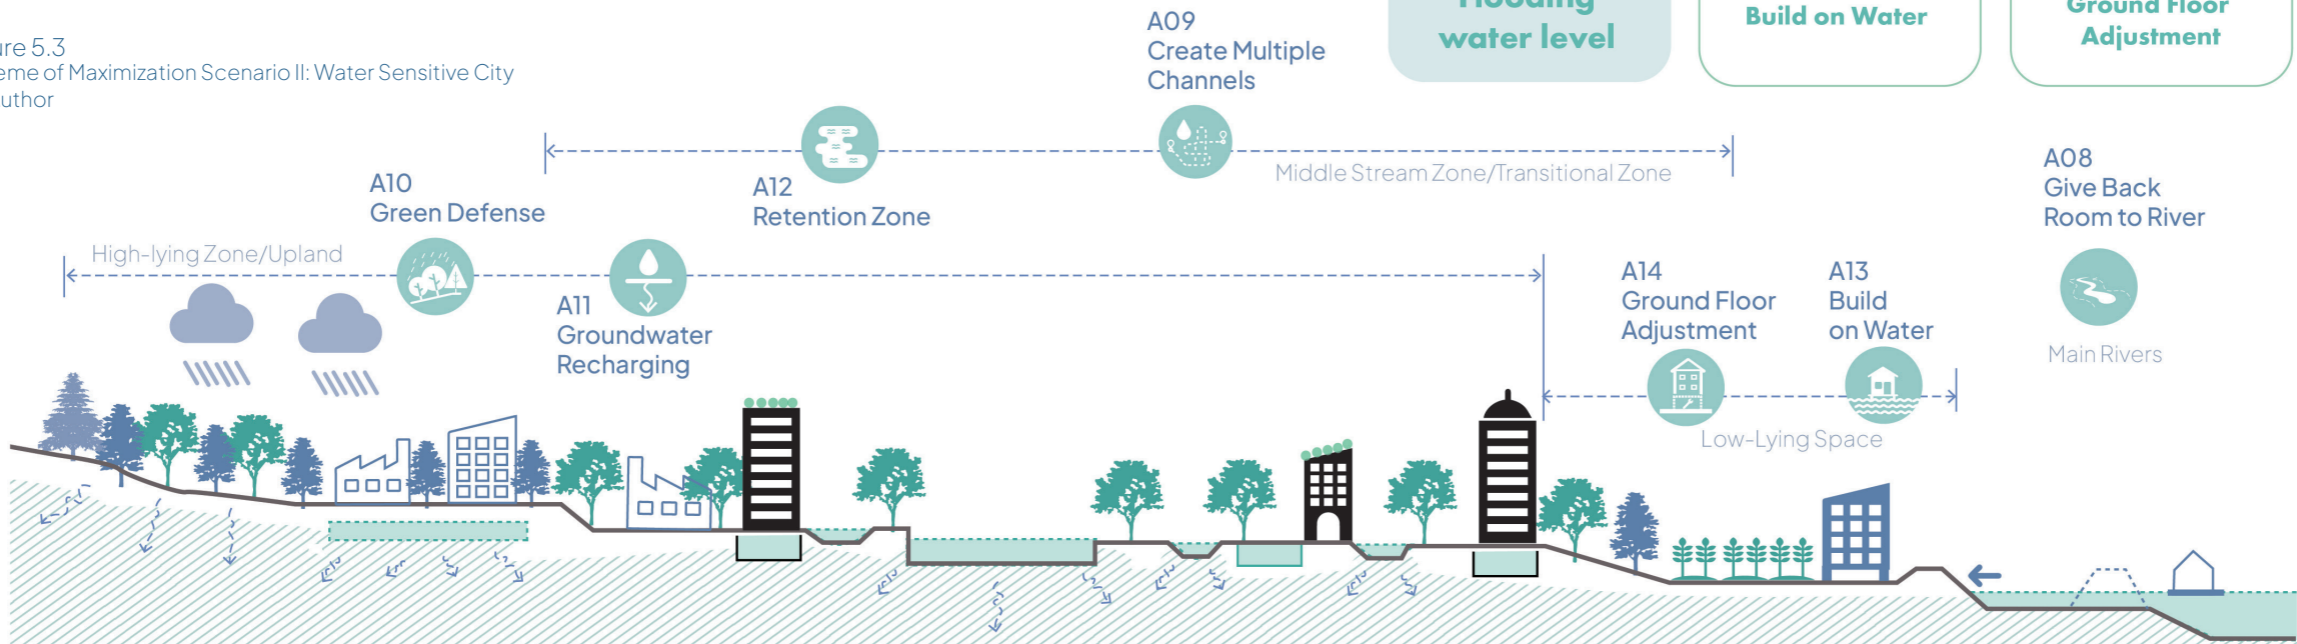 Flooding
water level
Build on Water
Ground Floor
Adjustment
ure 5.3
eme of Maximization Scenario II: Water Sensitive City
uthor
A09
Create Multiple
Channels
A12
Retention Zone
Middle Stream Zone/Transitional Zone
A08
Give Back
Room to River
Main Rivers
A10
Green Defense
High-lying Zone/Upland
A11
Groundwater
Recharging
A14
Ground Floor
Adjustment
A13
Build
on Water
Low-Lying Space